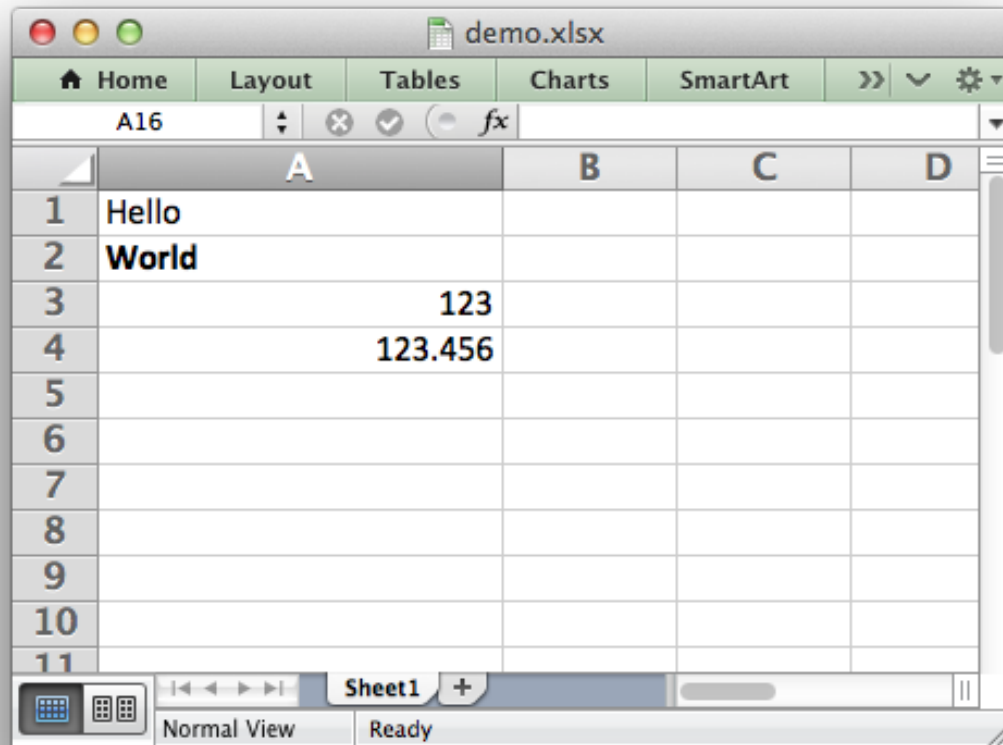 demo.xlsx
Home Layout Tables Charts SmartArt
A16 fx
A B C D
1 Hello
2 World
3 123
4 123.456
5
6
7
8
9
10
11
Sheet1 +
Normal View Ready